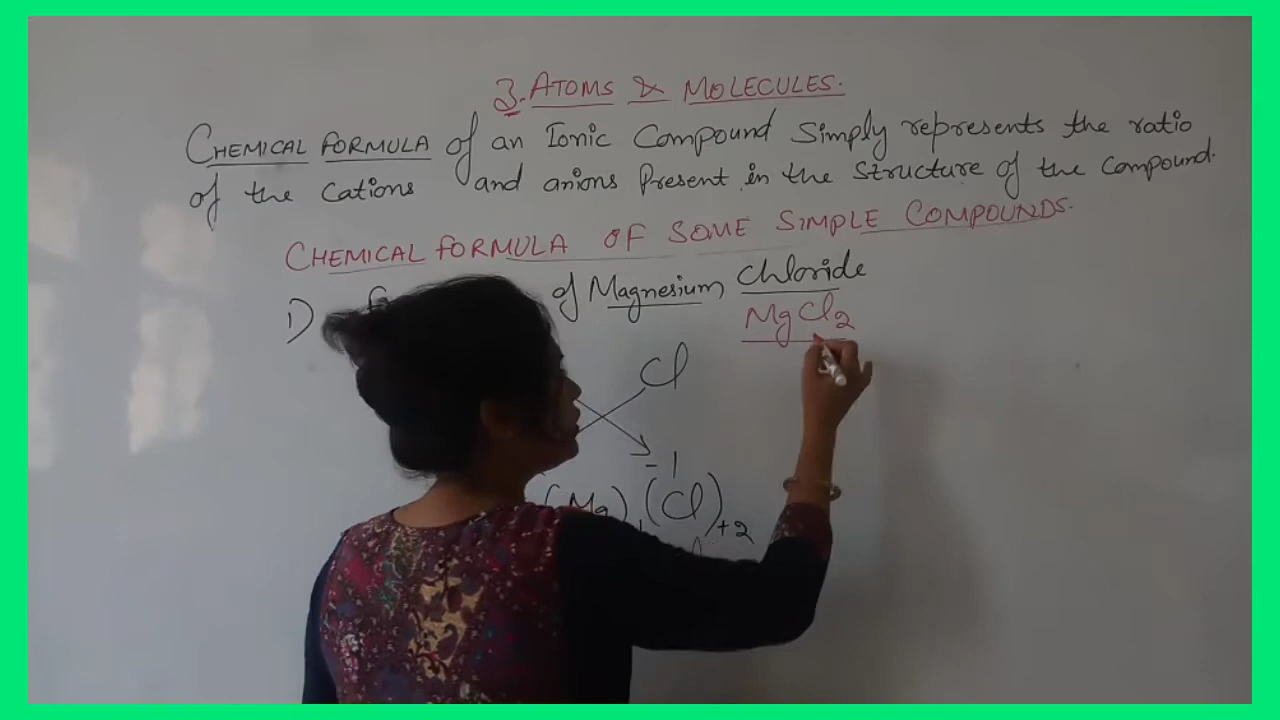 3. ATOMS & MOLECULES.
CHEMICAL FORMULA of an Ionic Compound Simply represents the ratio
of the cations and anions Present in the Structure of the Compound.
CHEMICAL FORMULA OF SOME SIMPLE COMPOUNDS.
1) of Magnesium Chloride
MgCl2
Cl
-1
(Mg) (Cl)+2